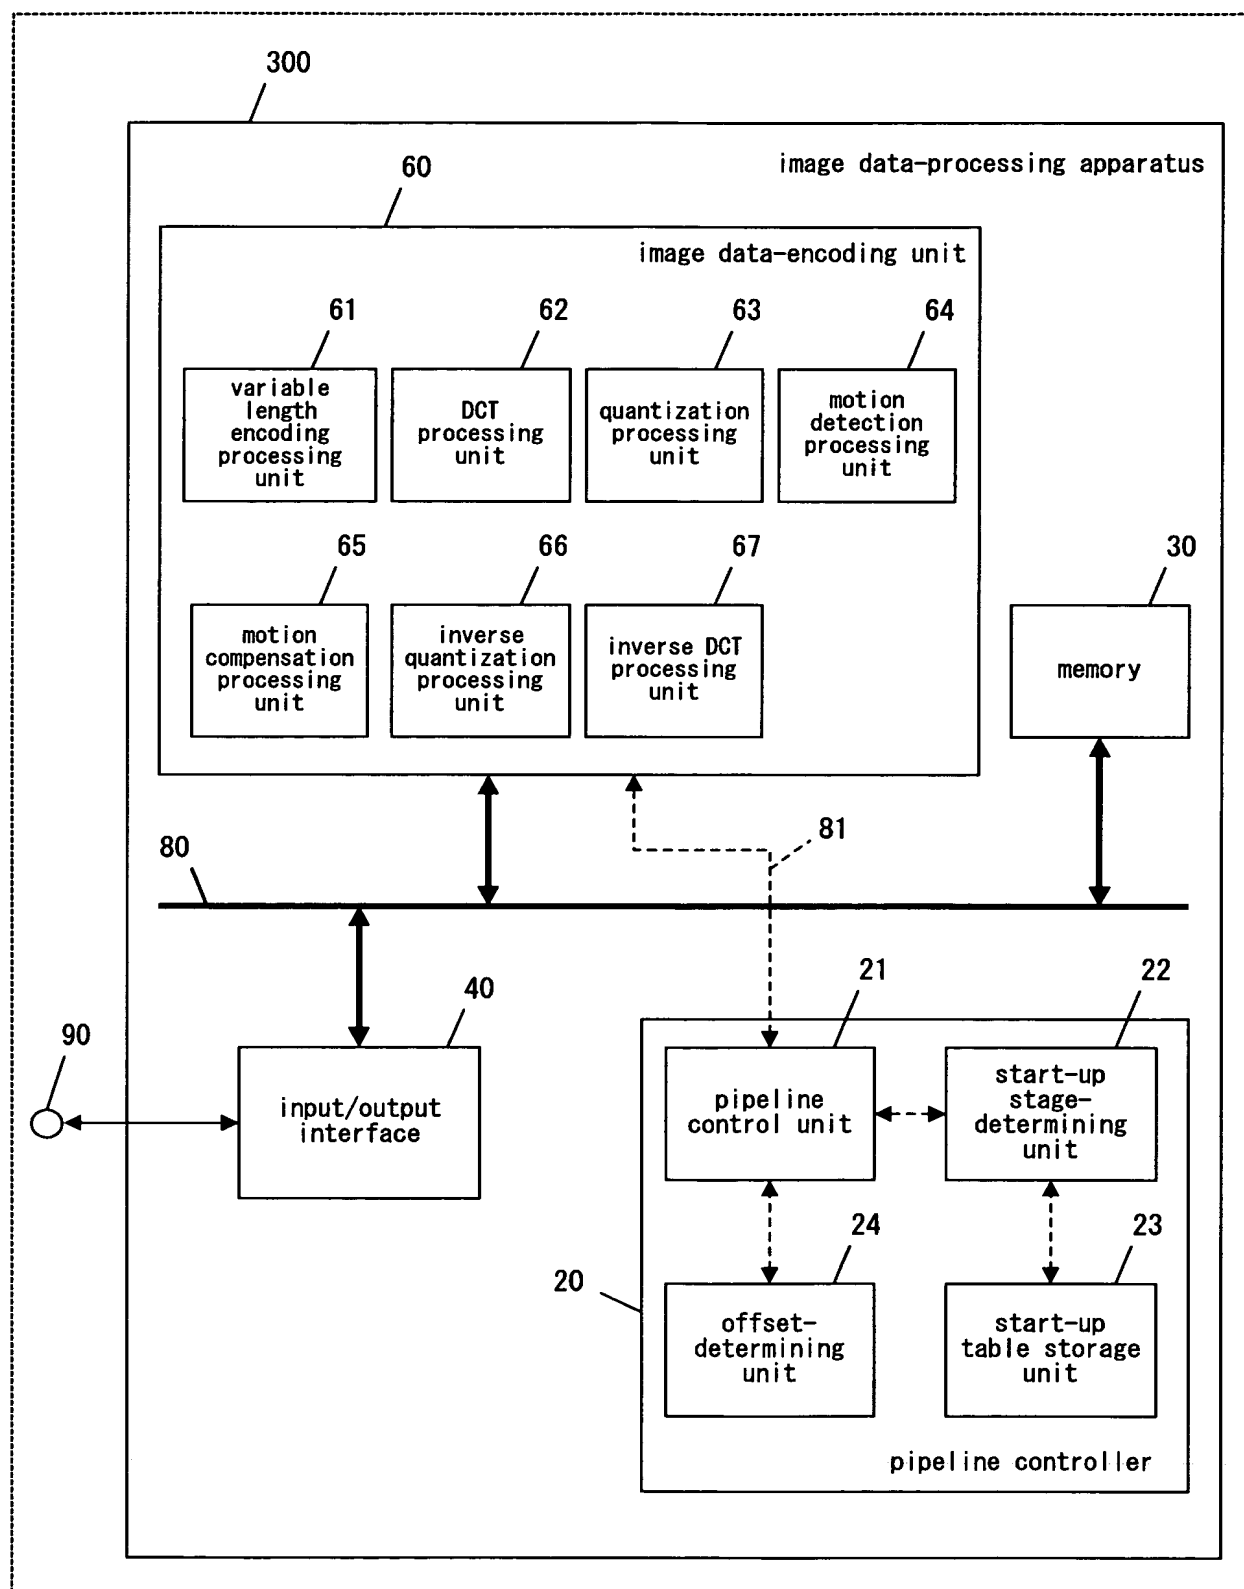 300
image data-processing apparatus
60
image data-encoding unit
61
62
63
64
variable
length
encoding
processing
unit
DCT
processing
unit
quantization
processing
unit
motion
detection
processing
unit
65
66
67
30
motion
compensation
processing
unit
inverse
quantization
processing
unit
inverse DCT
processing
unit
memory
81
80
21
22
40
90
input/output
interface
pipeline
control unit
start-up
stage-
determining
unit
24
23
20
offset-
determining
unit
start-up
table storage
unit
pipeline controller